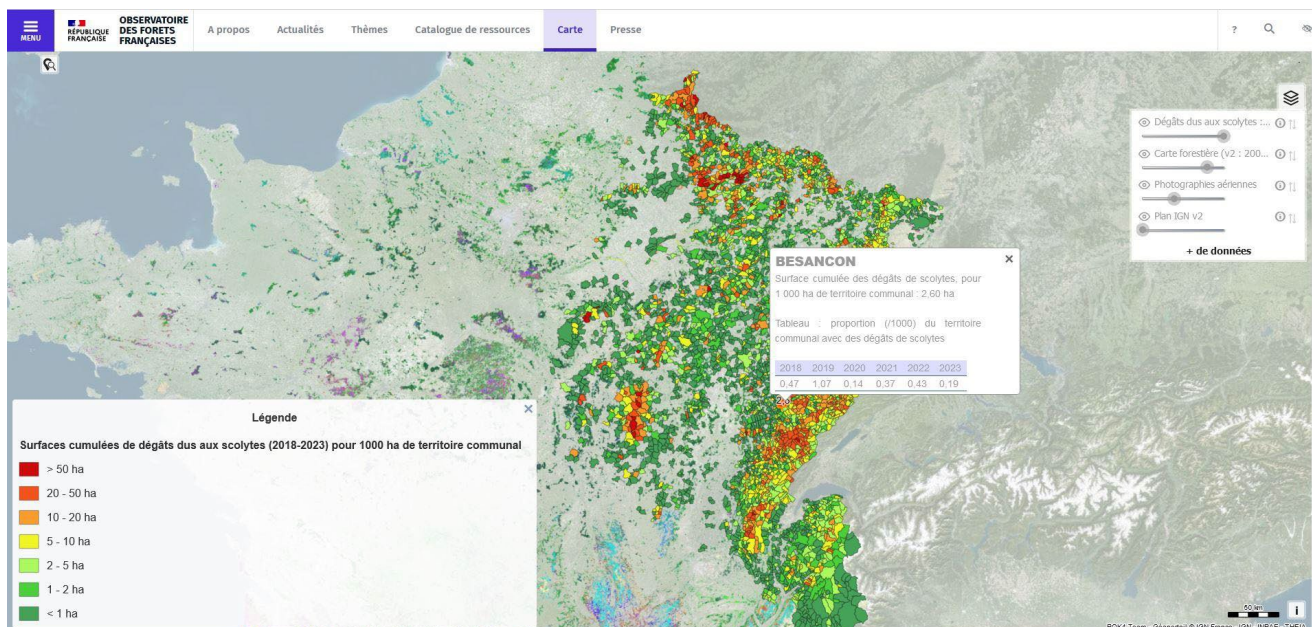 MENU
RÉPUBLIQUE
FRANÇAISE
OBSERVATOIRE
DES FORETS
FRANÇAISES
A propos
Actualités
Thèmes
Catalogue de ressources
Carte
Presse
?
Dégâts dus aux scolytes :...
Carte forestière (v2 : 200...
Photographies aériennes
Plan IGN v2
+ de données
BESANCON
Surface cumulée des dégâts de scolytes, pour
1 000 ha de territoire communal : 2,60 ha
Tableau : proportion (/1000) du territoire
communal avec des dégâts de scolytes
2018 2019 2020 2021 2022 2023
0,47 1,07 0,14 0,37 0,43 0,19
Légende
Surfaces cumulées de dégâts dus aux scolytes (2018-2023) pour 1000 ha de territoire communal
> 50 ha
20 - 50 ha
10 - 20 ha
5 - 10 ha
2 - 5 ha
1 - 2 ha
< 1 ha
50 km
i